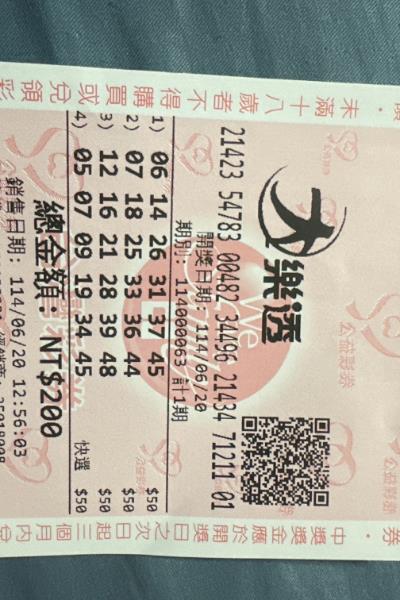 未滿十八歲者不得購買或兌領彩
大樂透
21423 54783 00482 34496 21434 71211 01
開獎日期:114/06/20
期別:114000063 計1期
1) 06 14 26 31 37 45 $50
2) 07 18 25 33 36 44 $50
3) 12 16 21 28 39 48 $50
4) 05 07 09 19 34 45 快選 $50
總金額:NT$200
銷售日期:114/06/20 12:56:03
券・中獎獎金應於開獎日之次日起三個月內兌
公益彩券